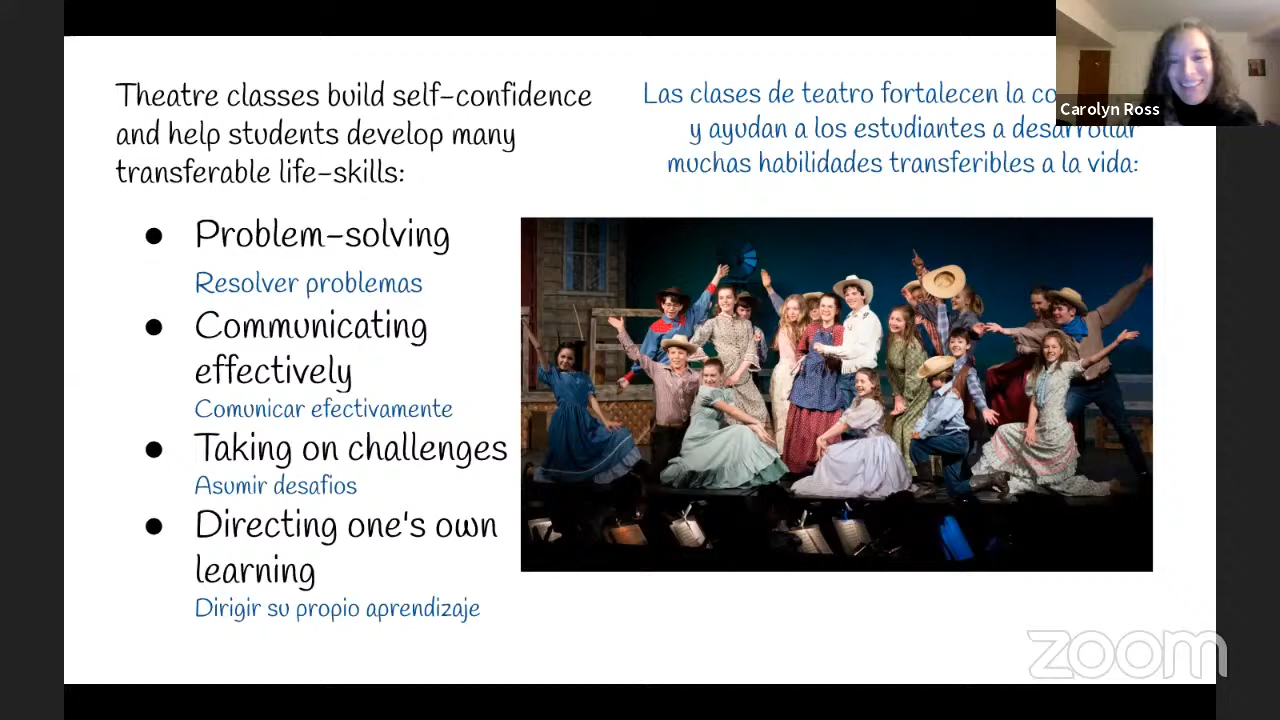 Theatre classes build self-confidence
and help students develop many
transferable life-skills:
Las clases de teatro fortalecen la
y ayudan a los estudiantes a desarrollar
muchas habilidades transferibles a la vida:
Carolyn Ross
● Problem-solving
Resolver problemas
● Communicating
effectively
Comunicar efectivamente
● Taking on challenges
Asumir desafios
● Directing one's own
learning
Dirigir su propio aprendizaje
zoom